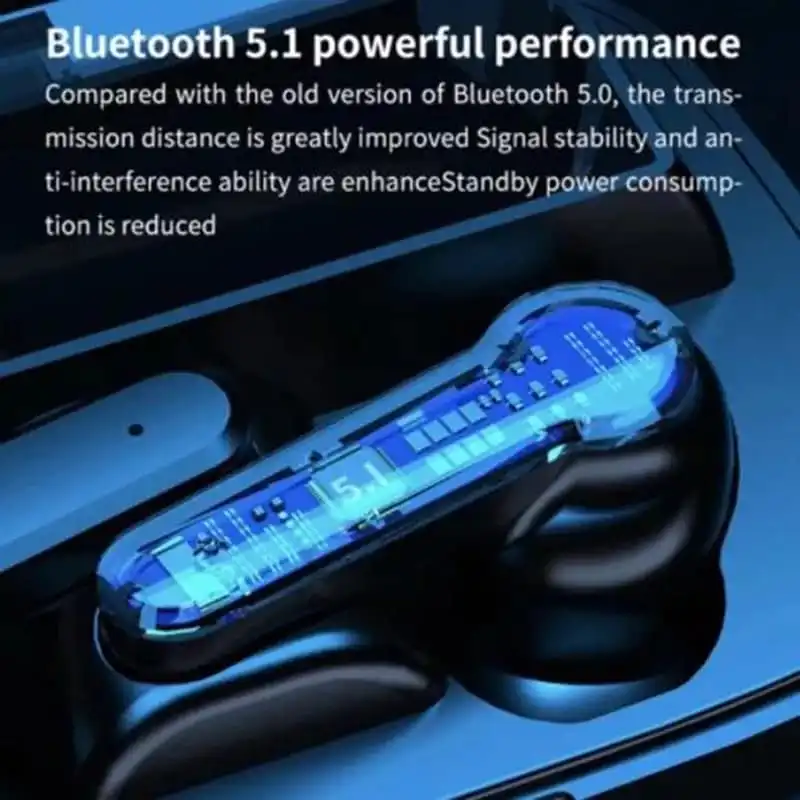 Bluetooth 5.1 powerful performance
Compared with the old version of Bluetooth 5.0, the trans-
mission distance is greatly improved Signal stability and an-
ti-interference ability are enhanceStandby power consump-
tion is reduced
5.1